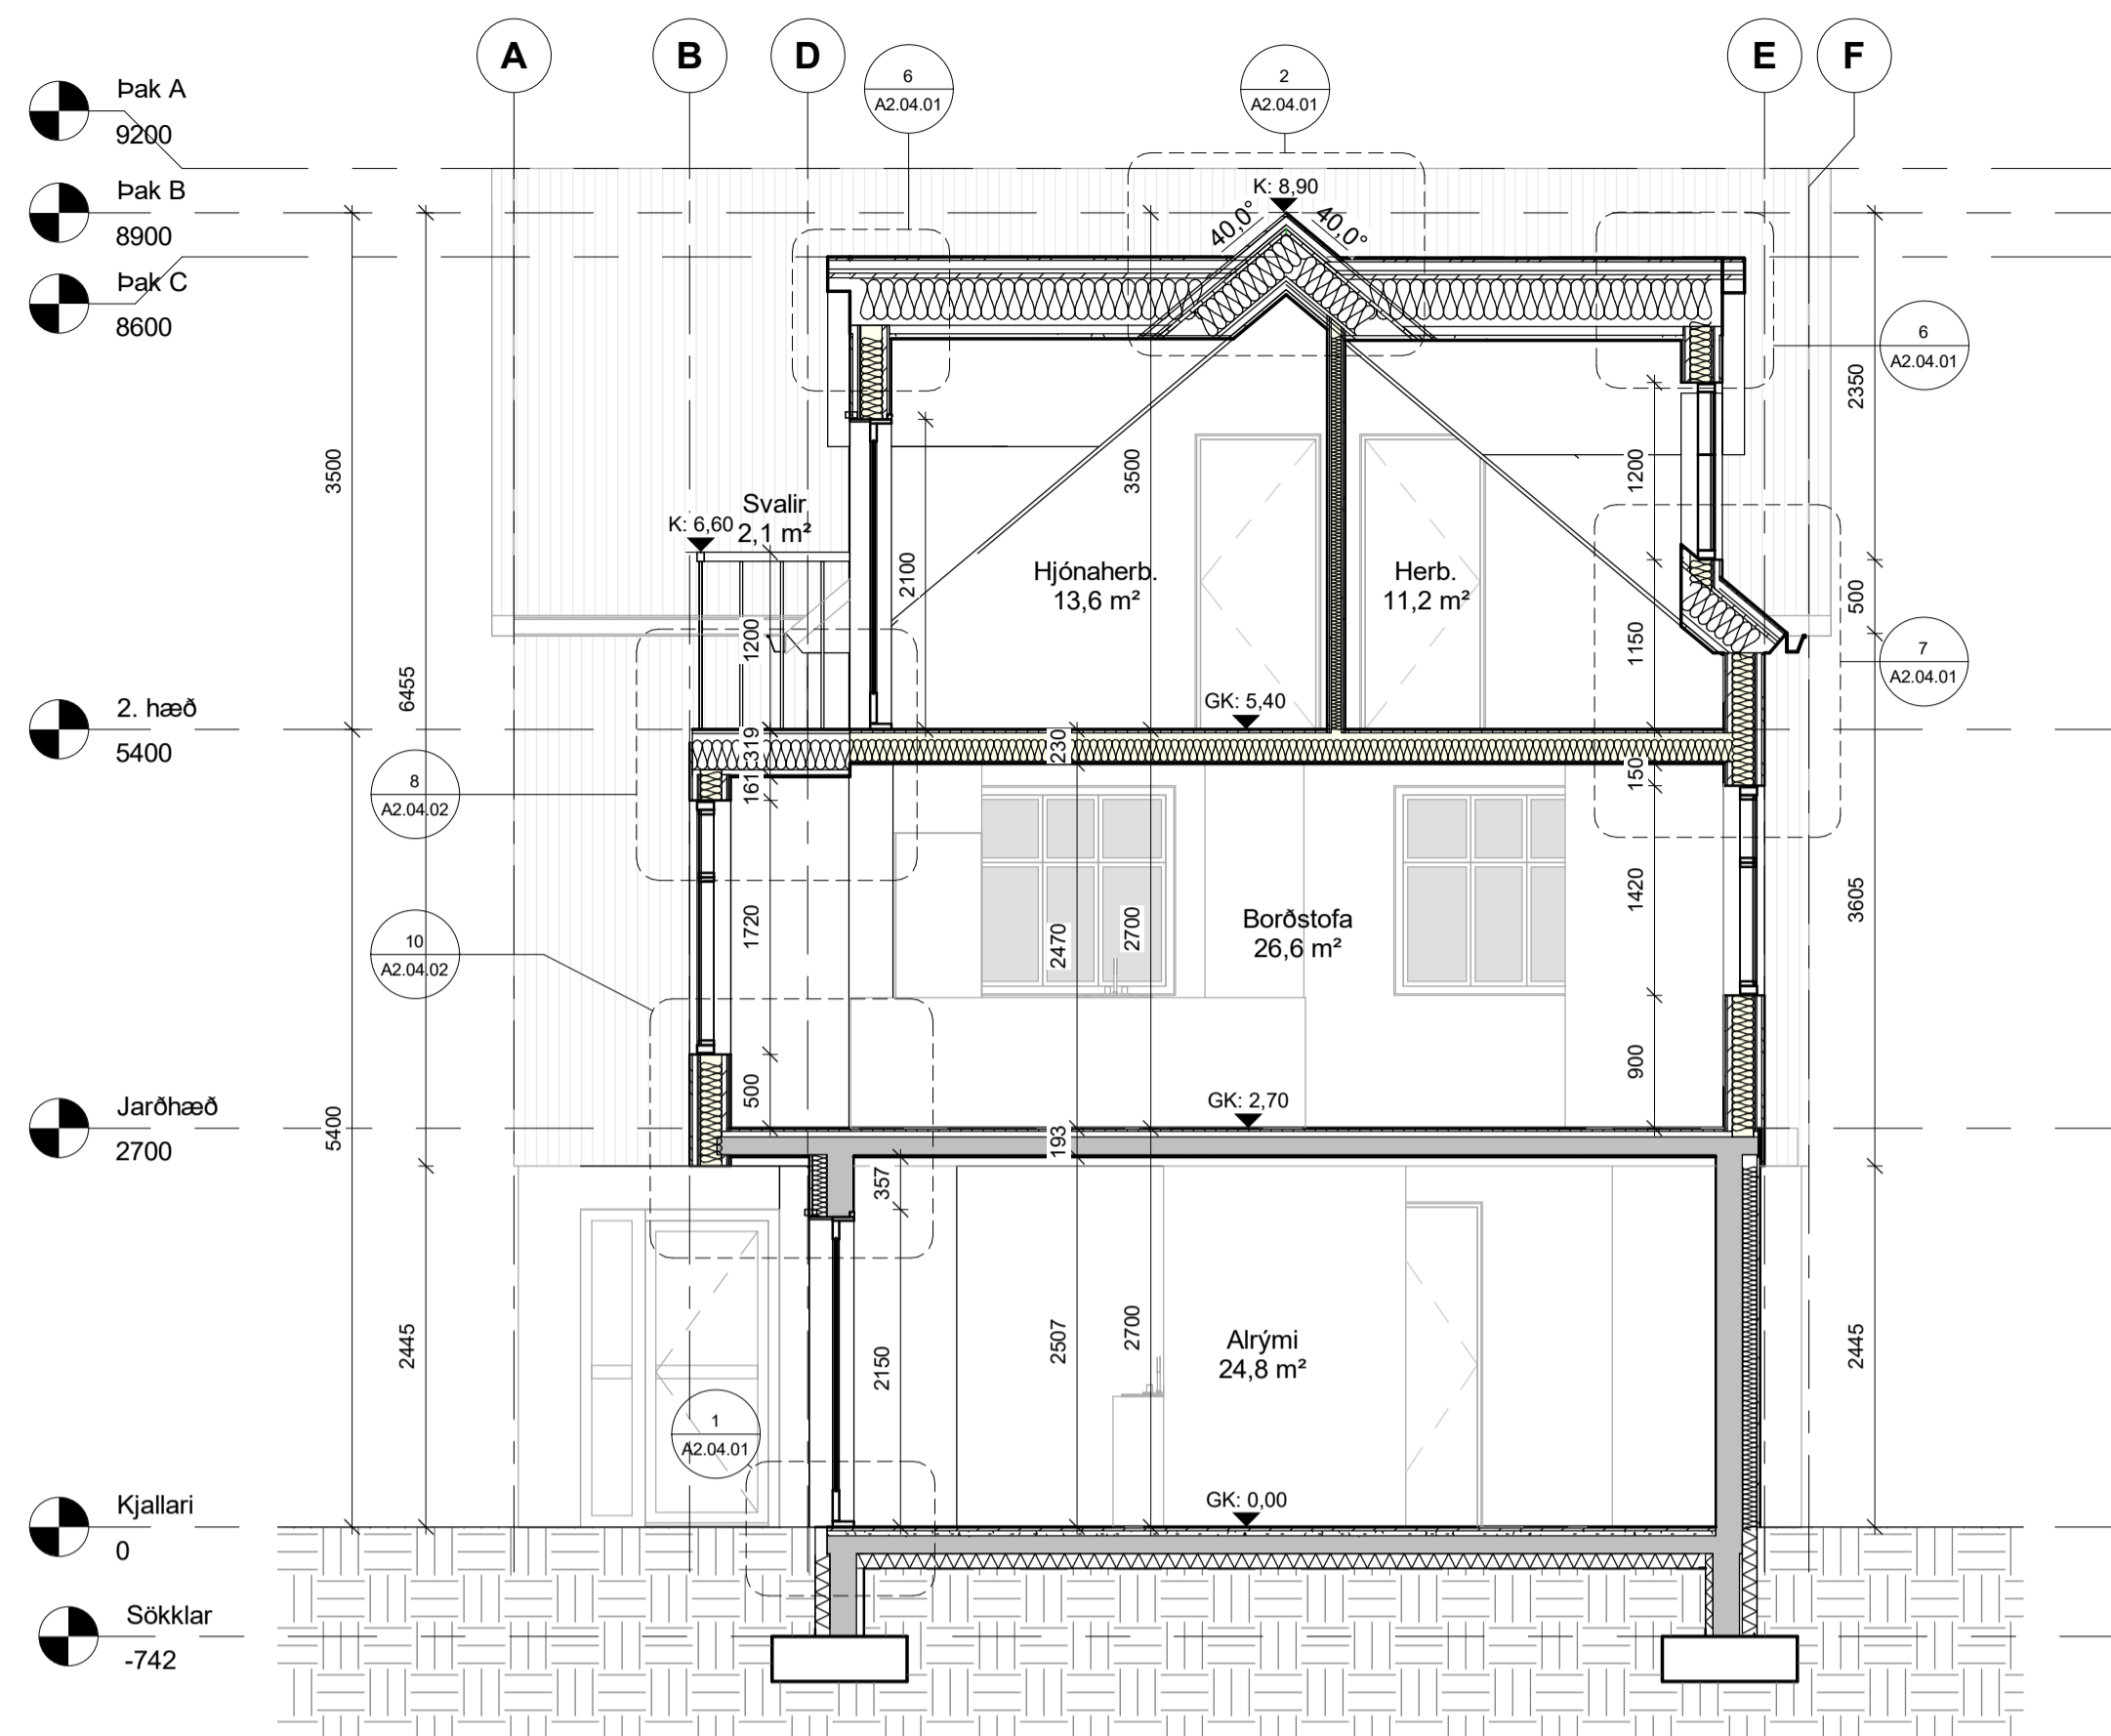 A
B
D
E
F
6
A2.04.01
2
A2.04.01
Þak A
9200
Þak B
8900
Þak C
8600
K: 8,90
40,0°
40,0°
6
A2.04.01
2350
3500
3500
1200
Svalir
2,1 m²
K: 6,60
2100
Hjónaherb.
13,6 m²
Herb.
11,2 m²
500
1200
1150
7
A2.04.01
6455
GK: 5,40
2. hæð
5400
319
230
150
161
8
A2.04.02
1720
2470
2700
Borðstofa
26,6 m²
1420
3605
10
A2.04.02
500
900
GK: 2,70
Jarðhæð
2700
5400
193
357
2445
2150
2507
2700
Alrými
24,8 m²
2445
1
A2.04.01
GK: 0,00
Kjallari
0
Sökklar
-742